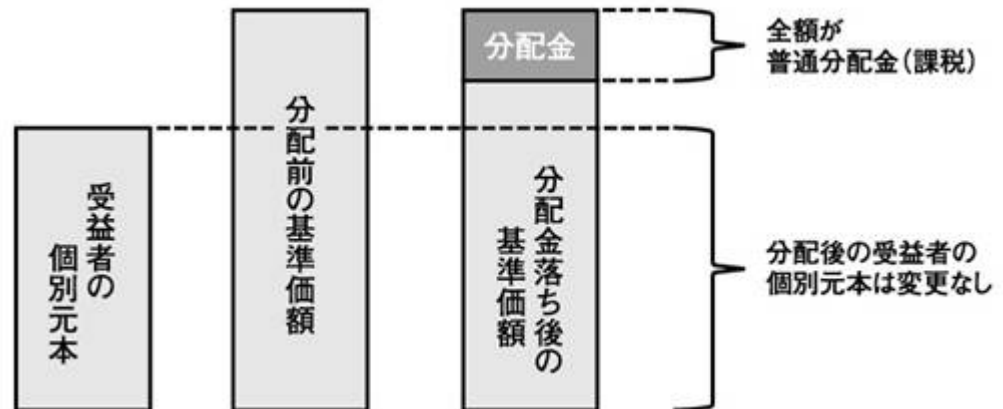 受益者の
個別元本
分配前の基準価額
分配金
分配金落ち後の
基準価額
全額が
普通分配金(課税)
分配後の受益者の
個別元本は変更なし